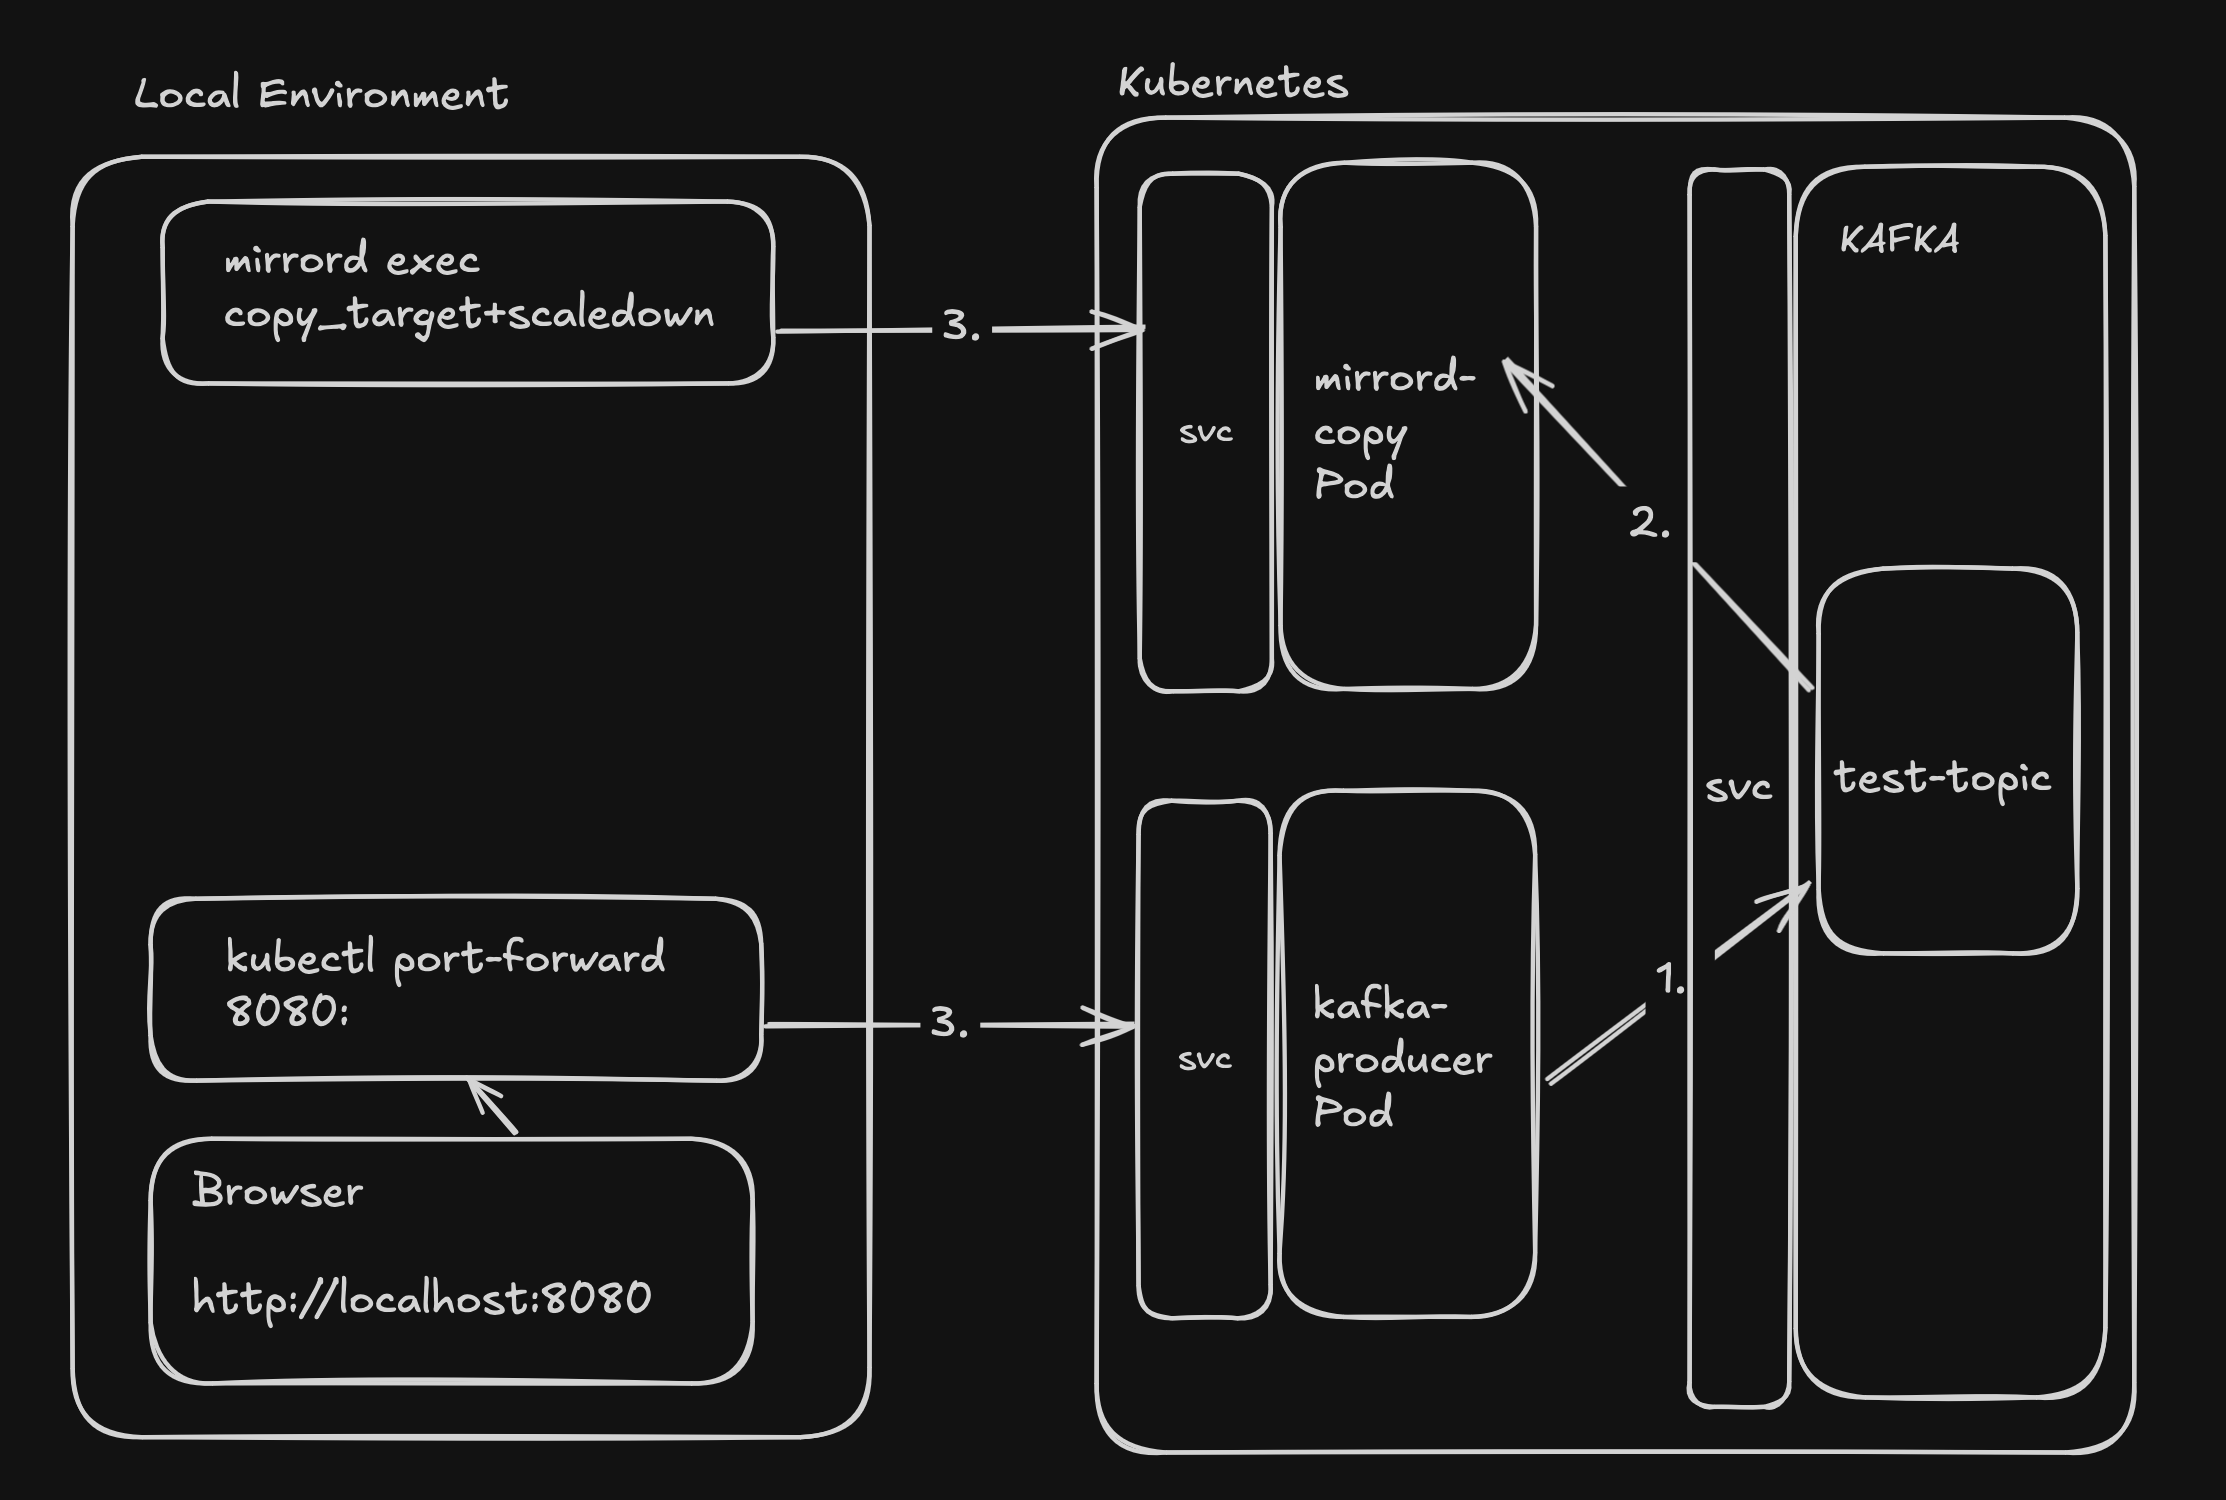 Local Environment
mirrord exec
copy_target+scaledown
3.
kubectl port-forward
8080:
3.
Browser
http://localhost:8080
Kubernetes
svc
mirrord-
copy
Pod
2.
svc
kafka-
producer
Pod
1.
svc
KAFKA
test-topic